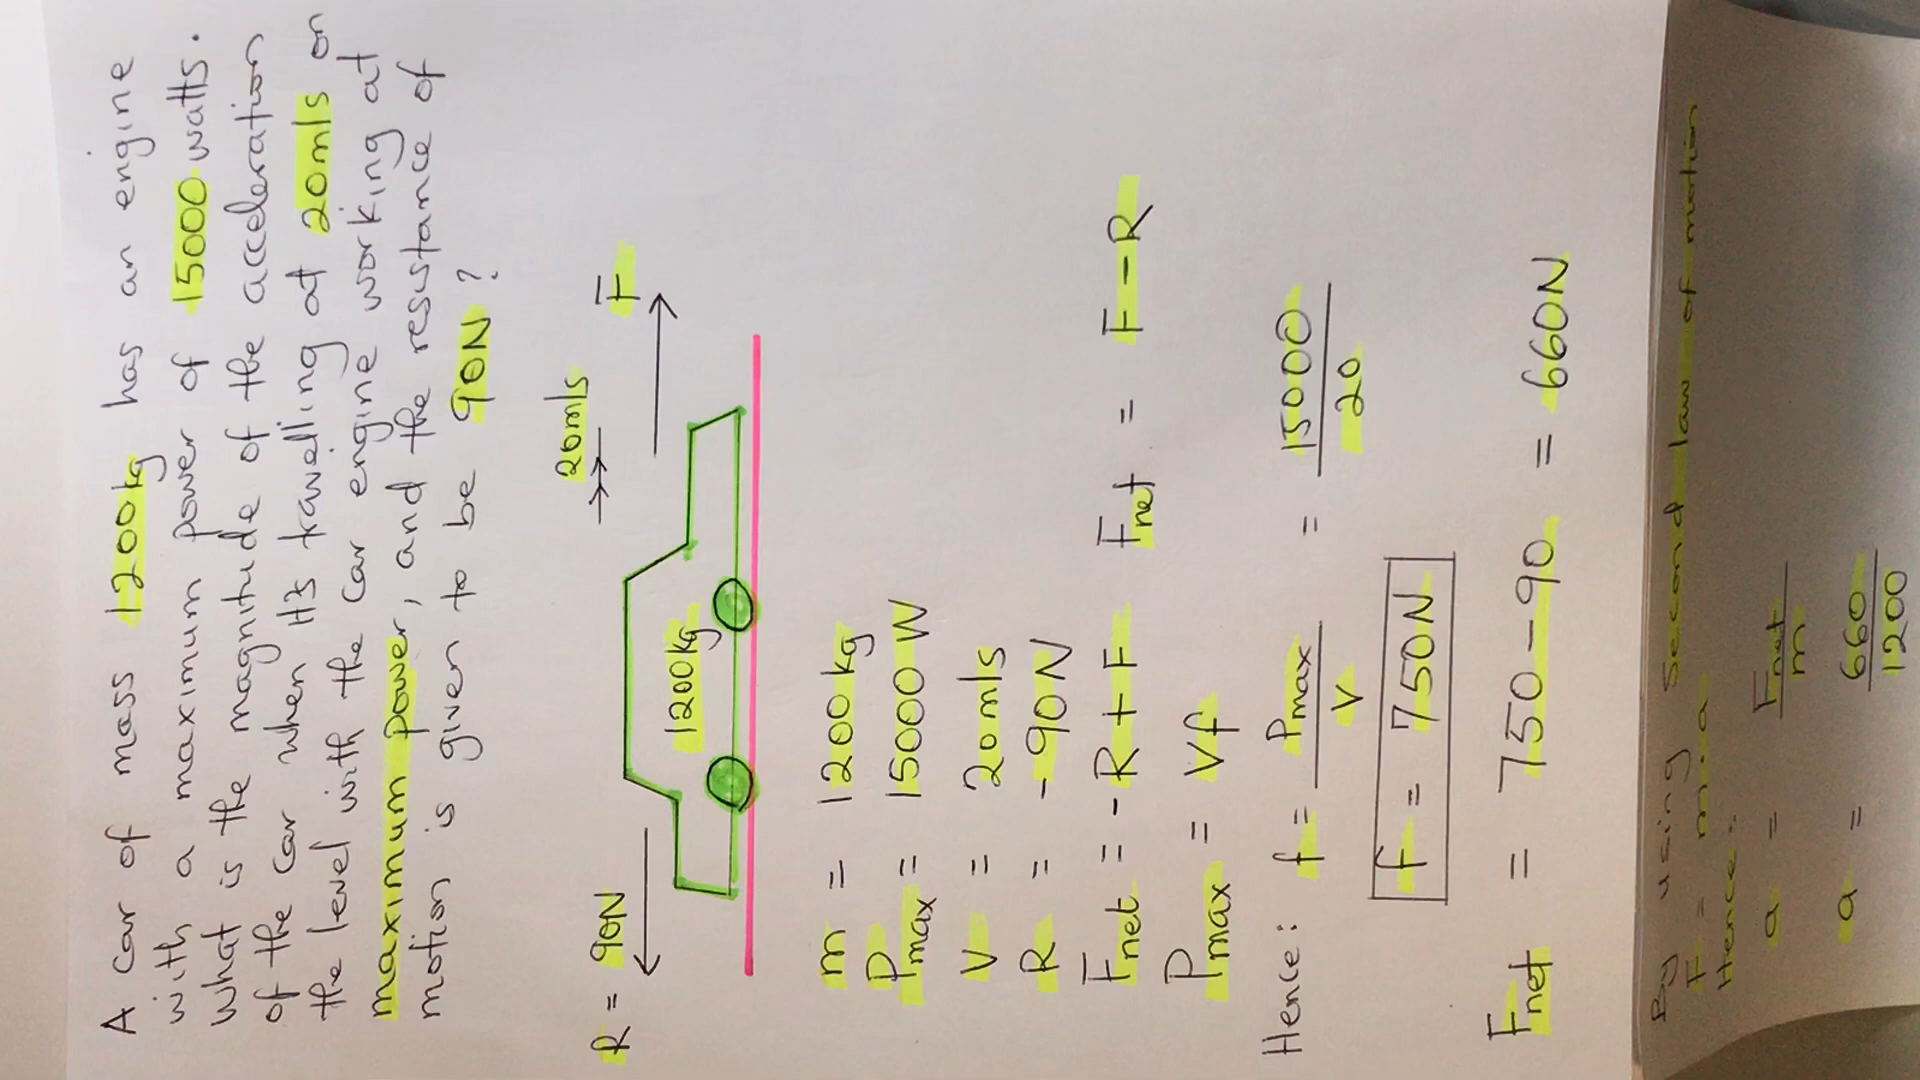 A car of mass 1200kg has an engine
with a maximum power of 15000 watts.
What is the magnitude of the acceleration
of the car when it's travelling at 20m/s on
the level with the car engine working at
maximum power, and the resistance of
motion is given to be 90N?
20m/s
R = 90N
F
1200kg
m = 1200kg
Pmax = 15000W
V = 20m/s
R = -90N
Fnet = -R+F Fnet = F-R
Pmax = Vf
Hence: f = Pmax/V = 15000/20
f = 750N
Fnet = 750-90 = 660N
By using second law of motion
F = m.a
Hence:
a = Fnet/m
a = 660/1200